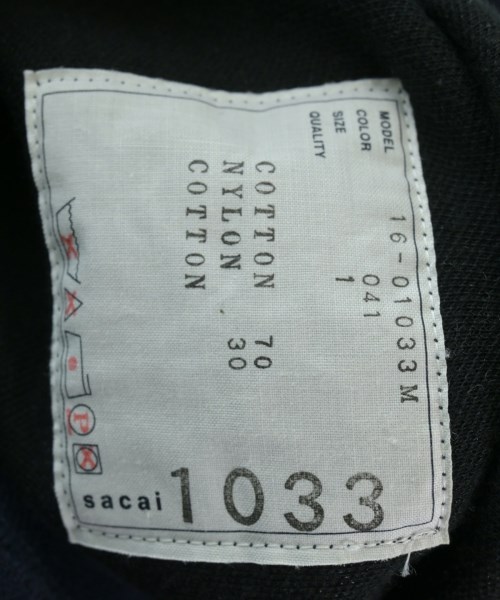 MODEL 16-01033M
COLOR 041
SIZE 1
QUALITY
COTTON 70
NYLON 30
COTTON
P
sacai 1033